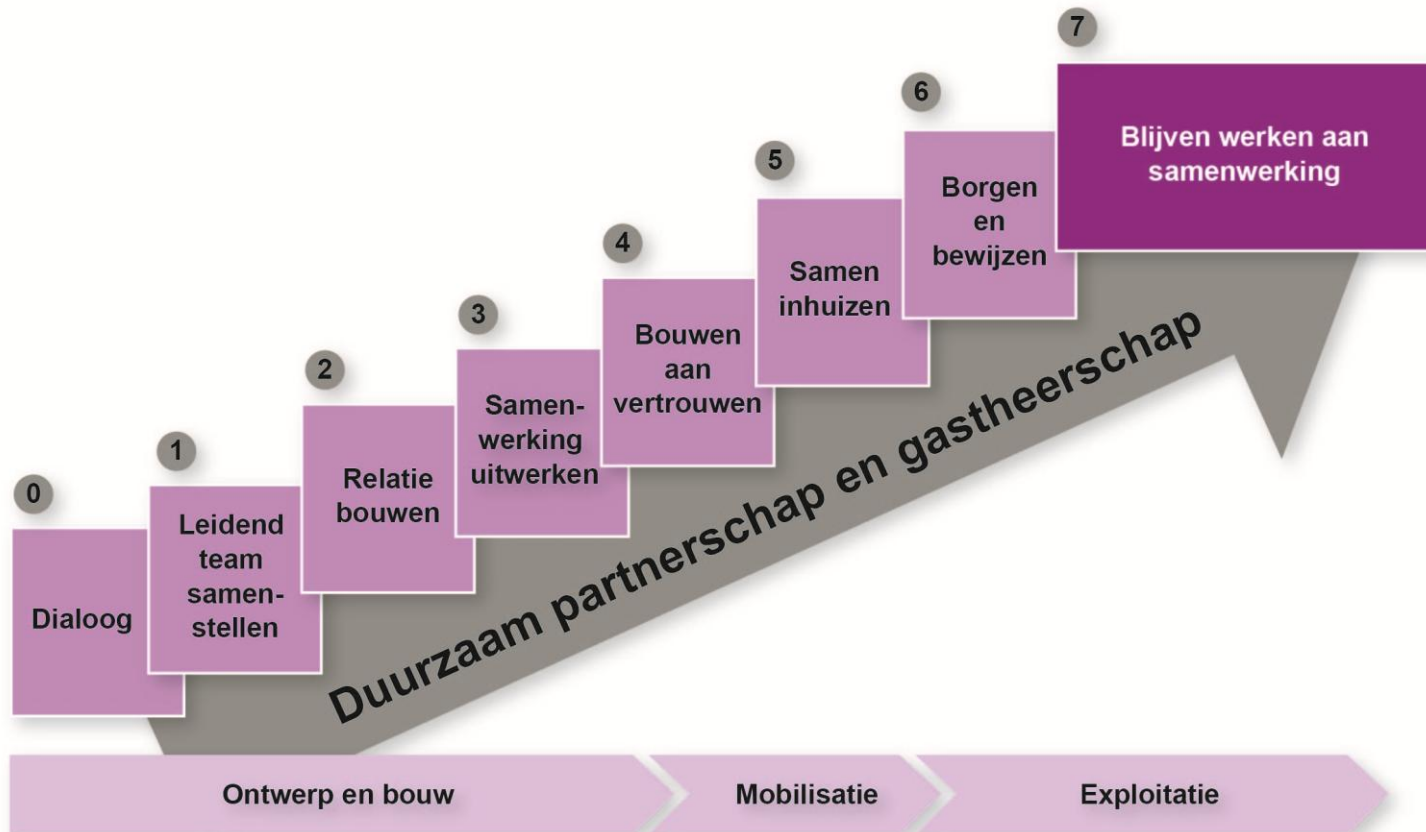 0
Dialoog
1
Leidend
team
samen-
stellen
2
Relatie
bouwen
3
Samen-
werking
uitwerken
4
Bouwen
aan
vertrouwen
5
Samen
inhuizen
6
Borgen
en
bewijzen
7
Blijven werken aan
samenwerking
Duurzaam partnerschap en gastheerschap
Ontwerp en bouw
Mobilisatie
Exploitatie